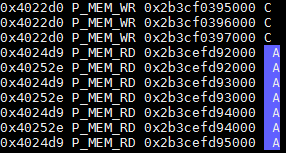 0x4022d0 P_MEM_WR 0x2b3cf0395000 C
0x4022d0 P_MEM_WR 0x2b3cf0396000 C
0x4022d0 P_MEM_WR 0x2b3cf0397000 C
0x4024d9 P_MEM_RD 0x2b3cefd92000 A
0x40252e P_MEM_RD 0x2b3cefd92000 A
0x4024d9 P_MEM_RD 0x2b3cefd93000 A
0x40252e P_MEM_RD 0x2b3cefd93000 A
0x4024d9 P_MEM_RD 0x2b3cefd94000 A
0x40252e P_MEM_RD 0x2b3cefd94000 A
0x4024d9 P_MEM_RD 0x2b3cefd95000 A